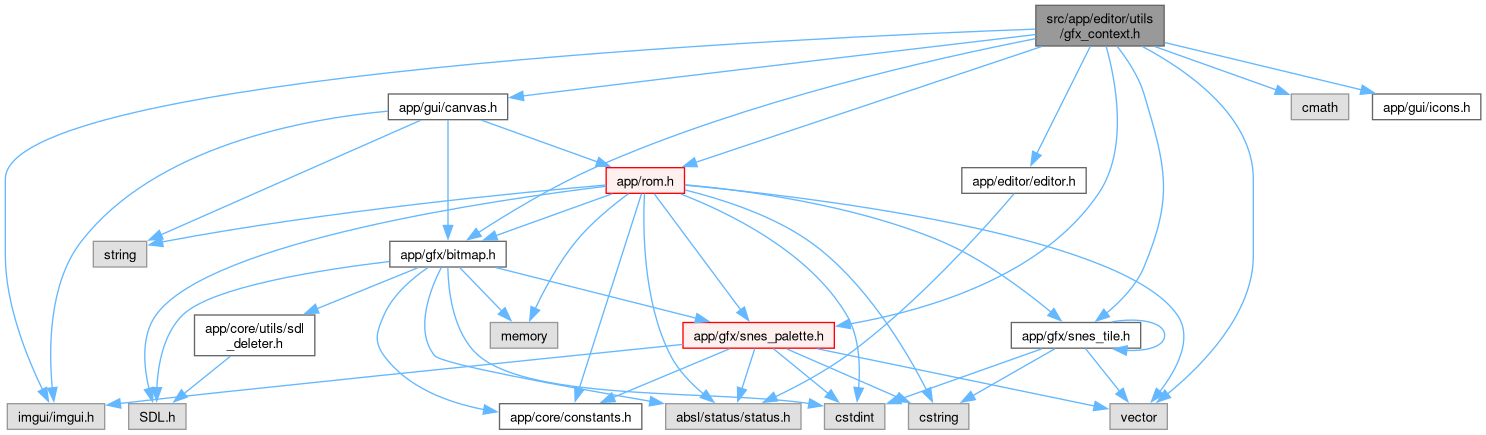 src/app/editor/utils
/gfx_context.h
app/gui/canvas.h
cmath
app/gui/icons.h
app/rom.h
app/editor/editor.h
string
app/gfx/bitmap.h
app/core/utils/sdl
_deleter.h
memory
app/gfx/snes_palette.h
app/gfx/snes_tile.h
imgui/imgui.h
SDL.h
app/core/constants.h
absl/status/status.h
cstdint
cstring
vector